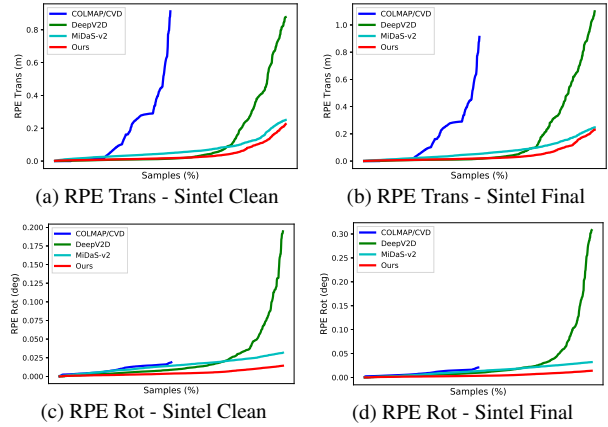 COLMAP/CVD
DeepV2D
MiDaS-v2
Ours
RPE Trans (m)
0.8
0.6
0.4
0.2
0.0
Samples (%)
(a) RPE Trans - Sintel Clean
COLMAP/CVD
DeepV2D
MiDaS-v2
Ours
RPE Trans (m)
1.0
0.8
0.6
0.4
0.2
0.0
Samples (%)
(b) RPE Trans - Sintel Final
COLMAP/CVD
DeepV2D
MiDaS-v2
Ours
RPE Rot (deg)
0.200
0.175
0.150
0.125
0.100
0.075
0.050
0.025
0.000
Samples (%)
(c) RPE Rot - Sintel Clean
COLMAP/CVD
DeepV2D
MiDaS-v2
Ours
RPE Rot (deg)
0.30
0.25
0.20
0.15
0.10
0.05
0.00
Samples (%)
(d) RPE Rot - Sintel Final